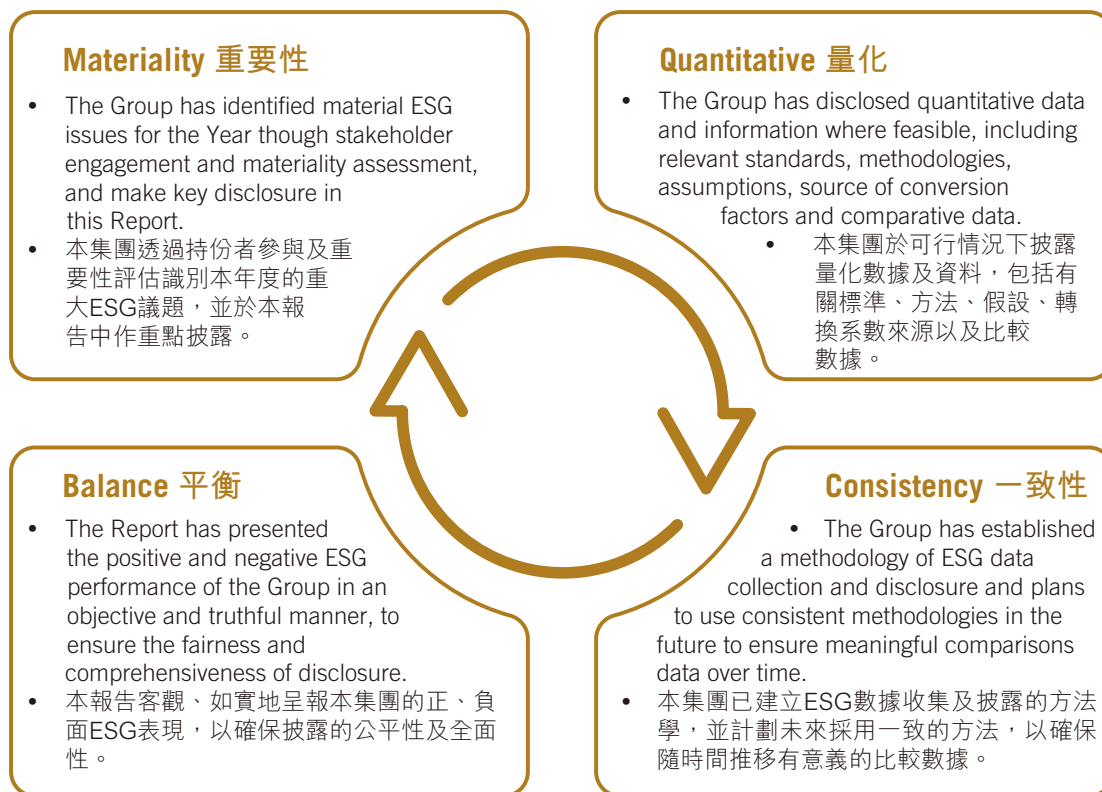 Materiality 重要性
• The Group has identified material ESG
issues for the Year though stakeholder
engagement and materiality assessment,
and make key disclosure in
this Report.
• 本集團透過持份者參與及重
要性評估識別本年度的重
大ESG議題，並於本報
告中作重點披露。
Quantitative 量化
• The Group has disclosed quantitative data
and information where feasible, including
relevant standards, methodologies,
assumptions, source of conversion
factors and comparative data.
• 本集團於可行情況下披露
量化數據及資料，包括有
關標準、方法、假設、轉
換系數來源以及比較
數據。
Balance 平衡
• The Report has presented
the positive and negative ESG
performance of the Group in an
objective and truthful manner, to
ensure the fairness and
comprehensiveness of disclosure.
• 本報告客觀、如實地呈報本集團的正、負
面ESG表現，以確保披露的公平性及全面
性。
Consistency 一致性
• The Group has established
a methodology of ESG data
collection and disclosure and plans
to use consistent methodologies in the
future to ensure meaningful comparisons
data over time.
• 本集團已建立ESG數據收集及披露的方法
學，並計劃未來採用一致的方法，以確保
隨時間推移有意義的比較數據。